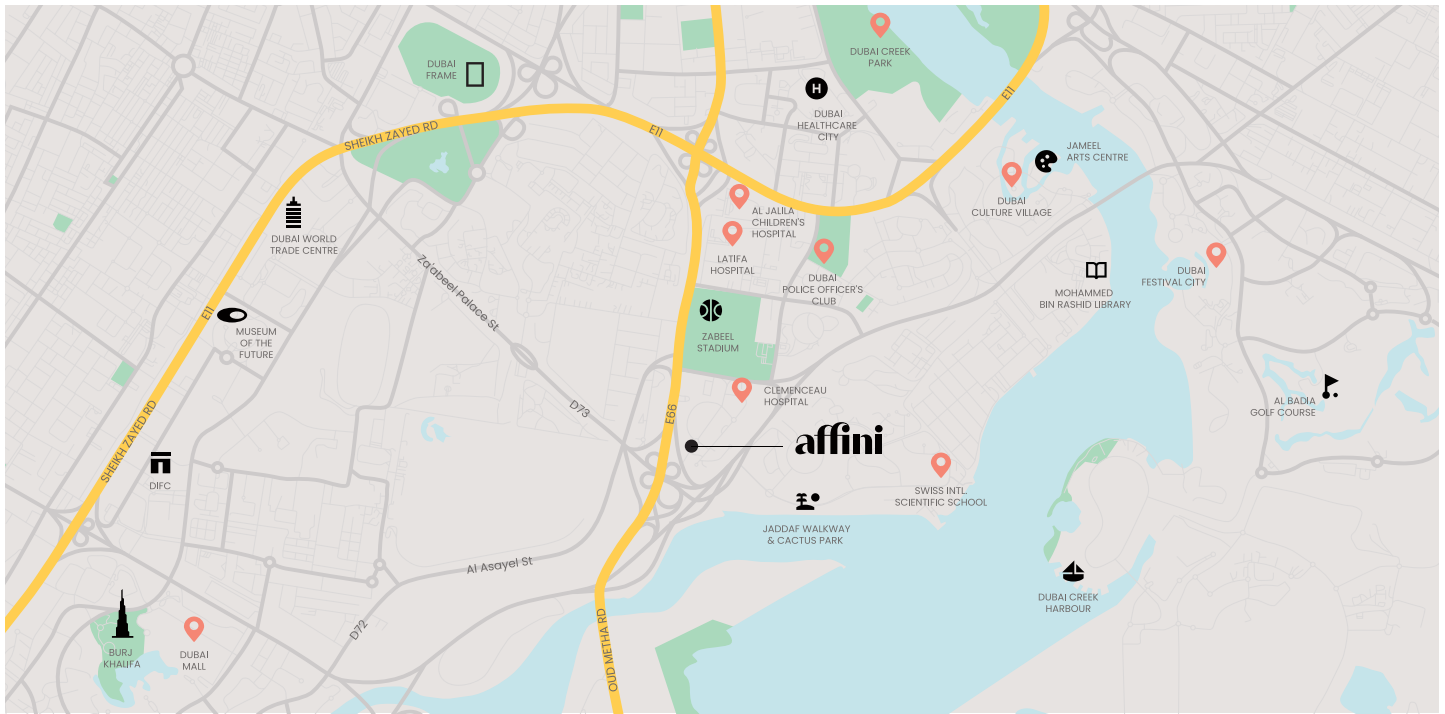 DUBAI CREEK
PARK
DUBAI
FRAME
E11
H
DUBAI
HEALTHCARE
CITY
SHEIKH ZAYED RD
E11
JAMEEL
ARTS CENTRE
DUBAI
CULTURE VILLAGE
AL JALILA
CHILDREN'S
HOSPITAL
DUBAI WORLD
TRADE CENTRE
LATIFA
HOSPITAL
DUBAI
POLICE OFFICER'S
CLUB
DUBAI
FESTIVAL CITY
MOHAMMED
BIN RASHID LIBRARY
Za'abeel Palace St
E11
MUSEUM
OF THE
FUTURE
ZABEEL
STADIUM
CLEMENCEAU
HOSPITAL
D73
E66
AL BADIA
GOLF COURSE
SHEIKH ZAYED RD
affini
DIFC
SWISS INTL.
SCIENTIFIC SCHOOL
JADDAF WALKWAY
& CACTUS PARK
Al Asayel St
DUBAI CREEK
HARBOUR
D72
OUD METHA RD
BURJ
KHALIFA
DUBAI
MALL